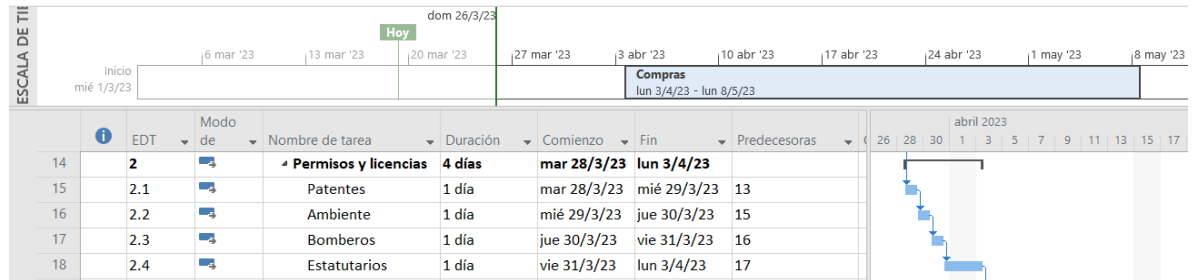 ESCALA DE TIE
dom 26/3/23
Hoy
6 mar '23 13 mar '23 20 mar '23 27 mar '23 3 abr '23 10 abr '23 17 abr '23 24 abr '23 1 may '23 8 may '23
Inicio
mié 1/3/23
Compras
lun 3/4/23 - lun 8/5/23
EDT Modo de Nombre de tarea Duración Comienzo Fin Predecesoras
abril 2023
26 28 30 1 3 5 7 9 11 13 15 17
14 2 Permisos y licencias 4 días mar 28/3/23 lun 3/4/23
15 2.1 Patentes 1 día mar 28/3/23 mié 29/3/23 13
16 2.2 Ambiente 1 día mié 29/3/23 jue 30/3/23 15
17 2.3 Bomberos 1 día jue 30/3/23 vie 31/3/23 16
18 2.4 Estatutarios 1 día vie 31/3/23 lun 3/4/23 17